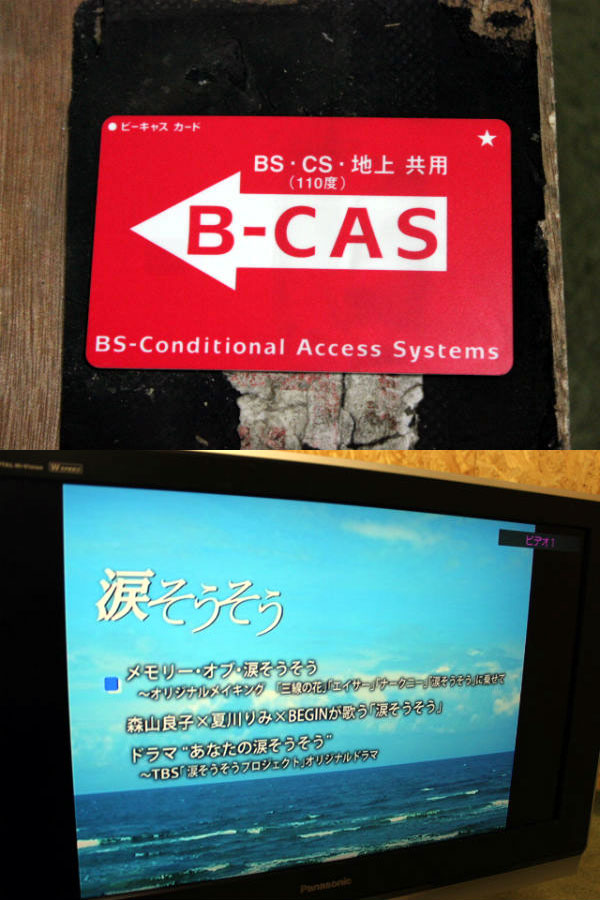 ビーキャス カード
BS・CS・地上 共用
(110度)
B-CAS
BS-Conditional Access Systems
ビデオ1
涙そうそう
メモリー・オブ・涙そうそう
～オリジナルメイキング 「三線の花」「エイサー」「ナークニー」「涙そうそう」に乗せて
森山良子×夏川りみ×BEGINが歌う「涙そうそう」
ドラマ "あなたの涙そうそう"
～TBS「涙そうそうプロジェクト」オリジナルドラマ
Panasonic